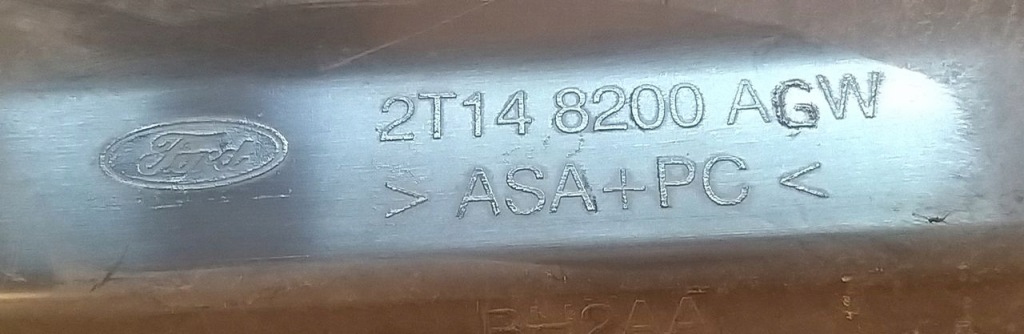 Ford
2T14 8200 AGW
> ASA+PC <